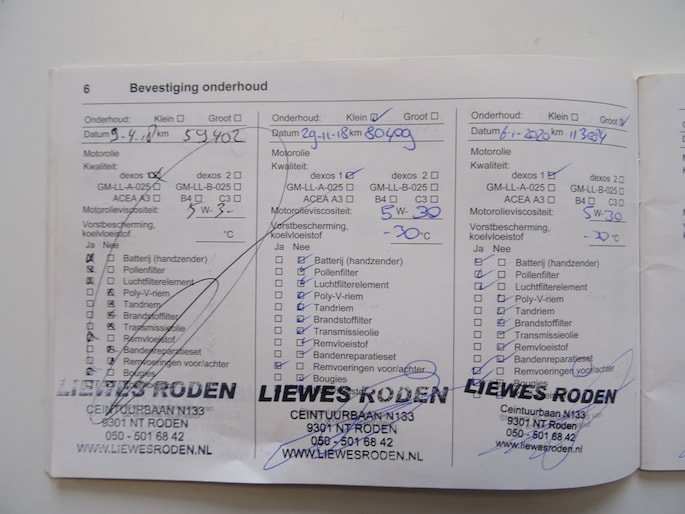 6 Bevestiging onderhoud
Onderhoud: Klein Groot
Datum 9-4.18 km 59402
Motorolie
Kwaliteit:
dexos 1 dexos 2
GM-LL-A-025 GM-LL-B-025
ACEA A3 B4 C3
Motorolieviscositeit: 5 W-3-
Vorstbescherming,
koelvloeistof °C
Ja Nee
Batterij (handzender)
Pollenfilter
Luchtfilterelement
Poly-V-riem
Tandriem
Brandstoffilter
Transmissieolie
Remvloeistof
Bandenreparatieset
Remvoeringen voor/achter
Bougies
LIEWES RODEN
CEINTUURBAAN N133
9301 NT RODEN
050 - 501 68 42
WWW.LIEWESRODEN.NL
Onderhoud: Klein Groot
Datum 29-11-18 km 80409
Motorolie
Kwaliteit:
dexos 1 dexos 2
GM-LL-A-025 GM-LL-B-025
ACEA A3 B4 C3
Motorolieviscositeit: 5 W-30
Vorstbescherming,
koelvloeistof -30 °C
Ja Nee
Batterij (handzender)
Pollenfilter
Luchtfilterelement
Poly-V-riem
Tandriem
Brandstoffilter
Transmissieolie
Remvloeistof
Bandenreparatieset
Remvoeringen voor/achter
Bougies
LIEWES RODEN
CEINTUURBAAN N133
9301 NT RODEN
050 - 501 68 42
WWW.LIEWESRODEN.NL
Onderhoud: Klein Groot
Datum 6-1-2020 km
Motorolie
Kwaliteit:
dexos 1 dexos 2
GM-LL-A-025 GM-LL-B-025
ACEA A3 B4 C3
Motorolieviscositeit: 5 W-30
Vorstbescherming,
koelvloeistof -30 °C
Ja Nee
Batterij (handzender)
Pollenfilter
Luchtfilterelement
Poly-V-riem
Tandriem
Brandstoffilter
Transmissieolie
Remvloeistof
Bandenreparatieset
Remvoeringen voor/achter
Bougies
LIEWES RODEN
Ceintuurbaan N133
9301 NT RODEN
050 - 501 68 42
www.liewesroden.nl